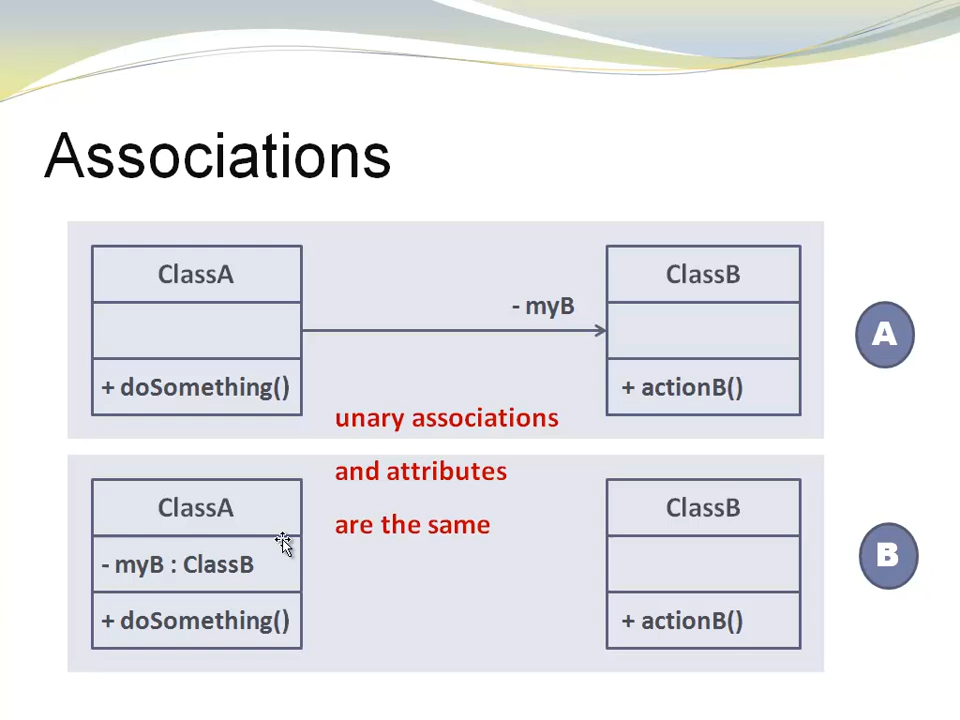 Associations
ClassA
+ doSomething()
- myB
ClassB
+ actionB()
A
unary associations
and attributes
are the same
ClassA
- myB : ClassB
+ doSomething()
ClassB
+ actionB()
B